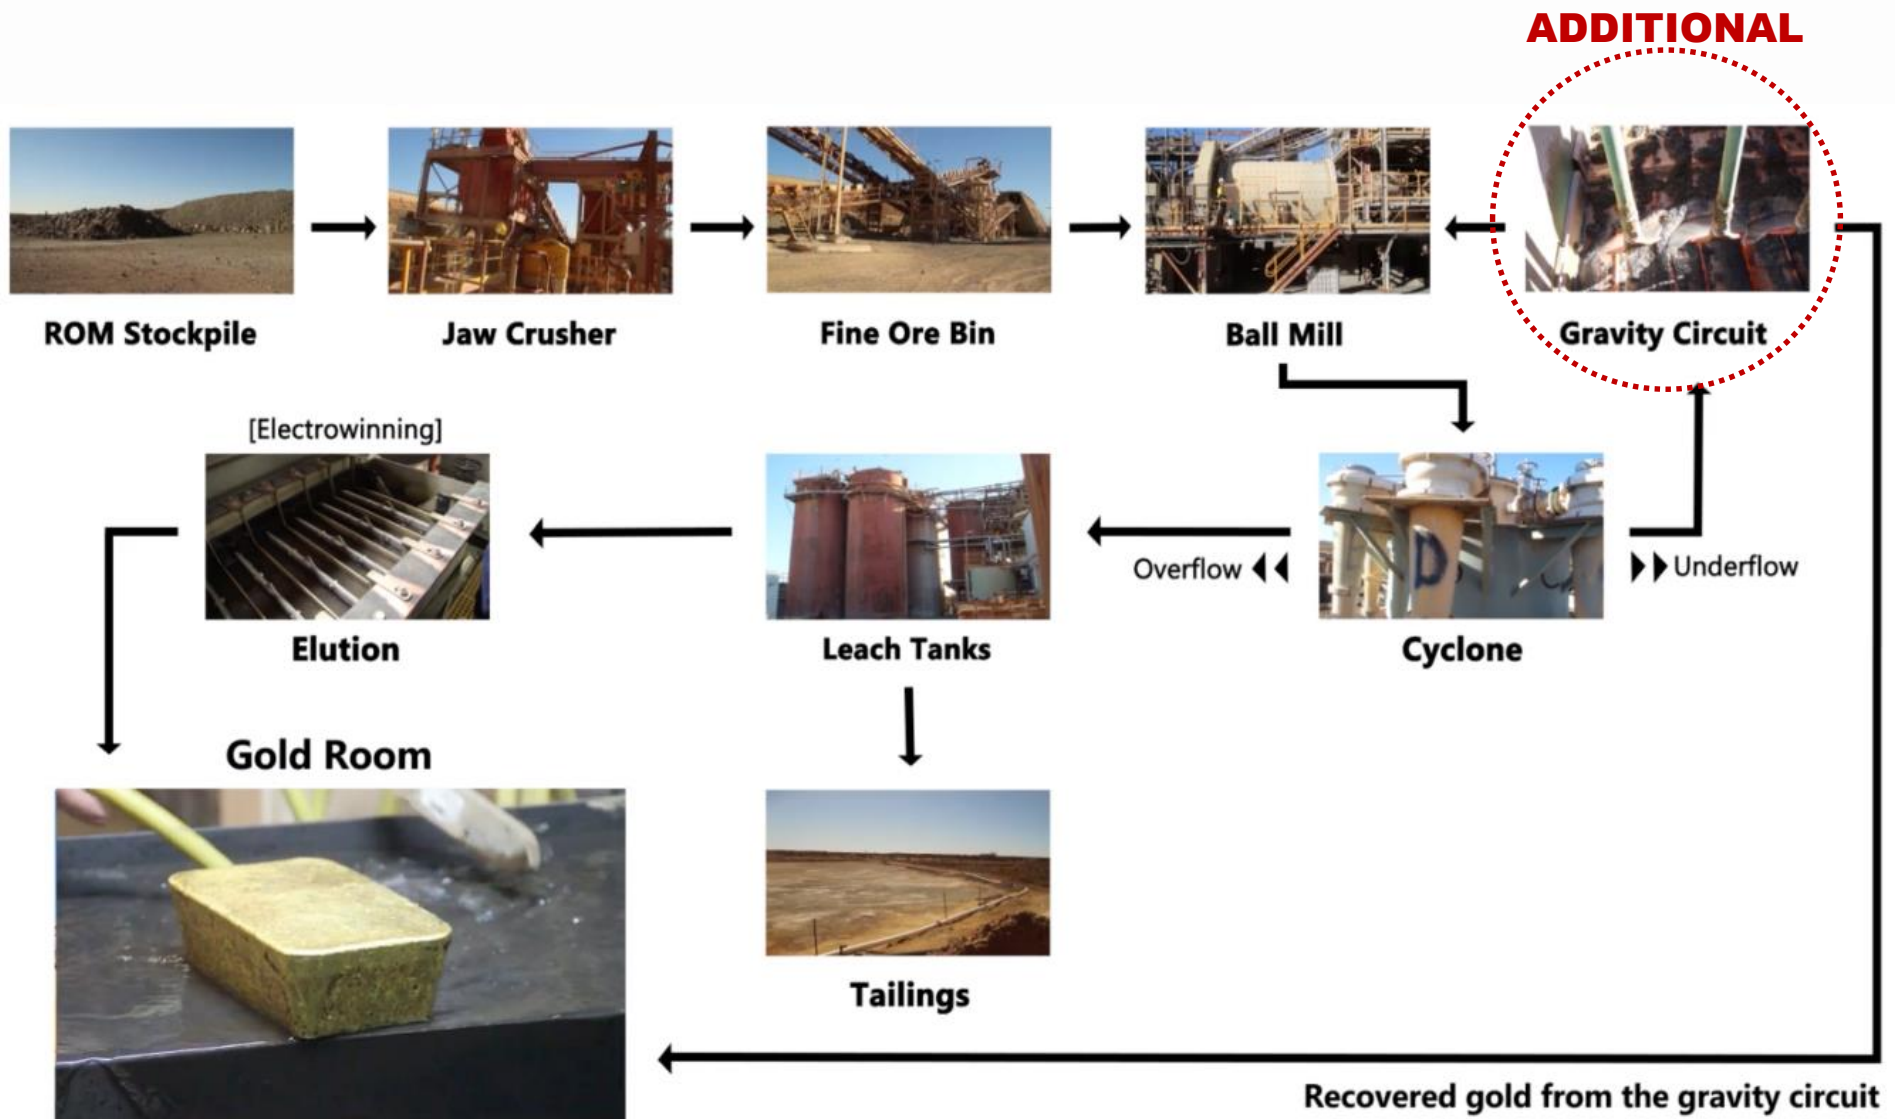 ADDITIONAL
ROM Stockpile
Jaw Crusher
Fine Ore Bin
Ball Mill
Gravity Circuit
[Electrowinning]
Elution
Leach Tanks
Overflow
D
Cyclone
Underflow
Gold Room
Tailings
Recovered gold from the gravity circuit